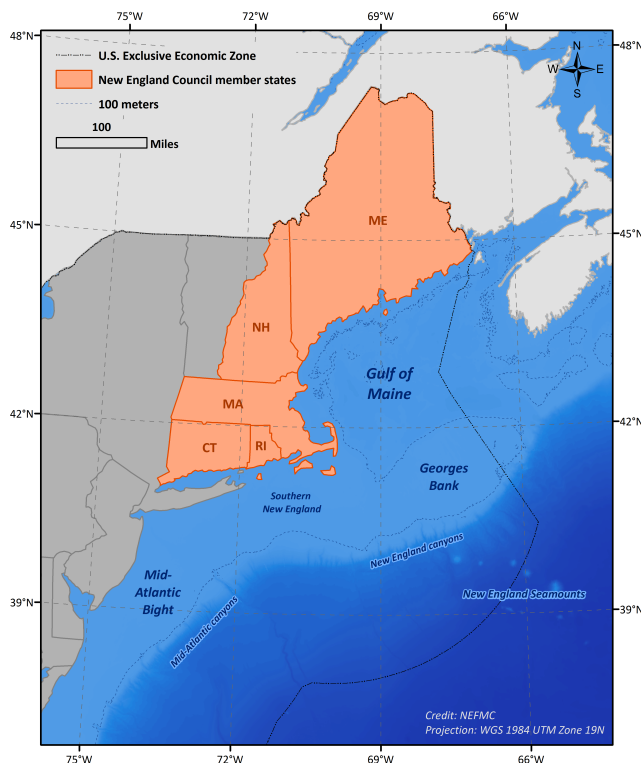 75°W
72°W
69°W
66°W
48°N
48°N
U.S. Exclusive Economic Zone
New England Council member states
100 meters
100
Miles
N
W
E
S
ME
45°N
45°N
NH
Gulf of
Maine
MA
42°N
42°N
CT
RI
Georges
Bank
Southern
New England
New England canyons
Mid-
Atlantic
Bight
New England Seamounts
39°N
39°N
Mid-Atlantic canyons
Credit: NEFMC
Projection: WGS 1984 UTM Zone 19N
75°W
72°W
69°W
66°W